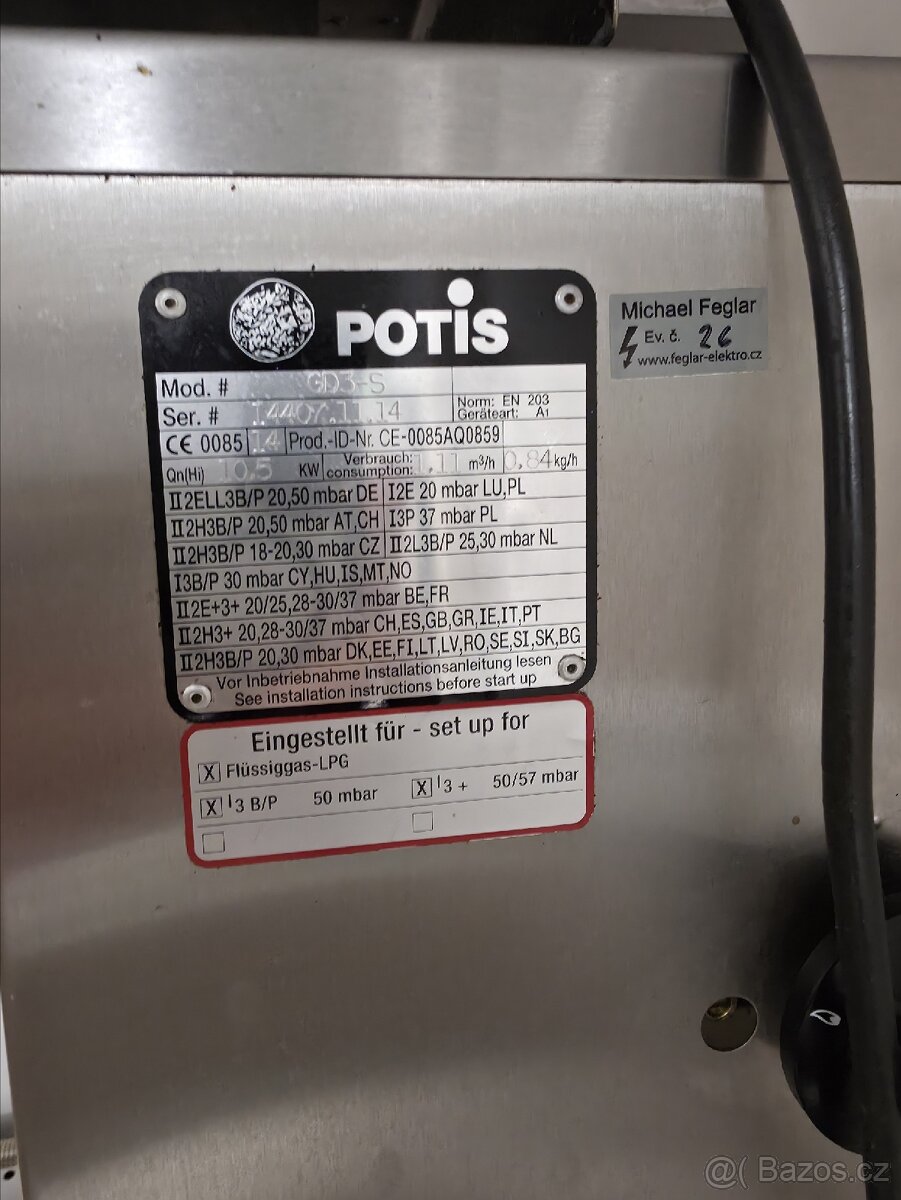 POTIS
Mod. # GD3-S
Ser. # 14407.11.14
Norm: EN 203
Geräteart: A1
CE 0085 14 Prod.-ID-Nr. CE-0085AQ0859
Qn(Hi) 10.5 KW Verbrauch: consumption: 1.11 m³/h 0.84 kg/h
II2ELL3B/P 20,50 mbar DE I2E 20 mbar LU,PL
II2H3B/P 20,50 mbar AT,CH I3P 37 mbar PL
II2H3B/P 18-20,30 mbar CZ II2L3B/P 25,30 mbar NL
I3B/P 30 mbar CY,HU,IS,MT,NO
II2E+3+ 20/25,28-30/37 mbar BE,FR
II2H3+ 20,28-30/37 mbar CH,ES,GB,GR,IE,IT,PT
II2H3B/P 20,30 mbar DK,EE,FI,LT,LV,RO,SE,SI,SK,BG
Vor Inbetriebnahme Installationsanleitung lesen
See installation instructions before start up
Eingestellt für - set up for
X Flüssiggas-LPG
X I3 B/P 50 mbar X I3 + 50/57 mbar
Michael Feglar
Ev. č. 26
www.feglar-elektro.cz
@( Bazos.cz